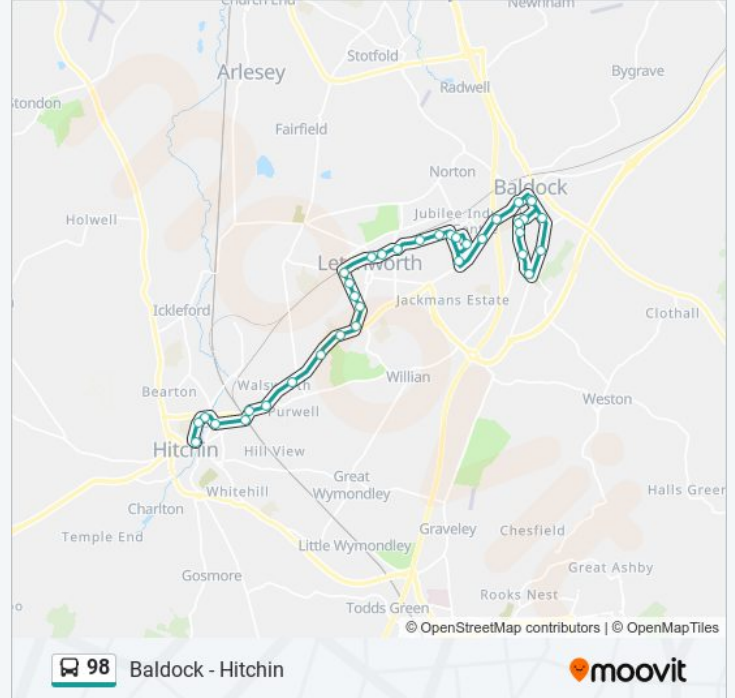 Church End
Newnham
Stotfold
Arlesey
Bygrave
Radwell
Stondon
Fairfield
Norton
Baldock
Holwell
Jubilee Ind
Letchworth
Jackmans Estate
Ickleford
Clothall
Willian
Bearton
Walsworth
Weston
Purwell
Hitchin
Hill View
Great
Wymondley
Whitehill
Halls Green
Charlton
Graveley
Chesfield
Temple End
Little Wymondley
Great Ashby
Gosmore
Rooks Nest
Todds Green
© OpenStreetMap contributors | © OpenMapTiles
98 Baldock - Hitchin
moovit